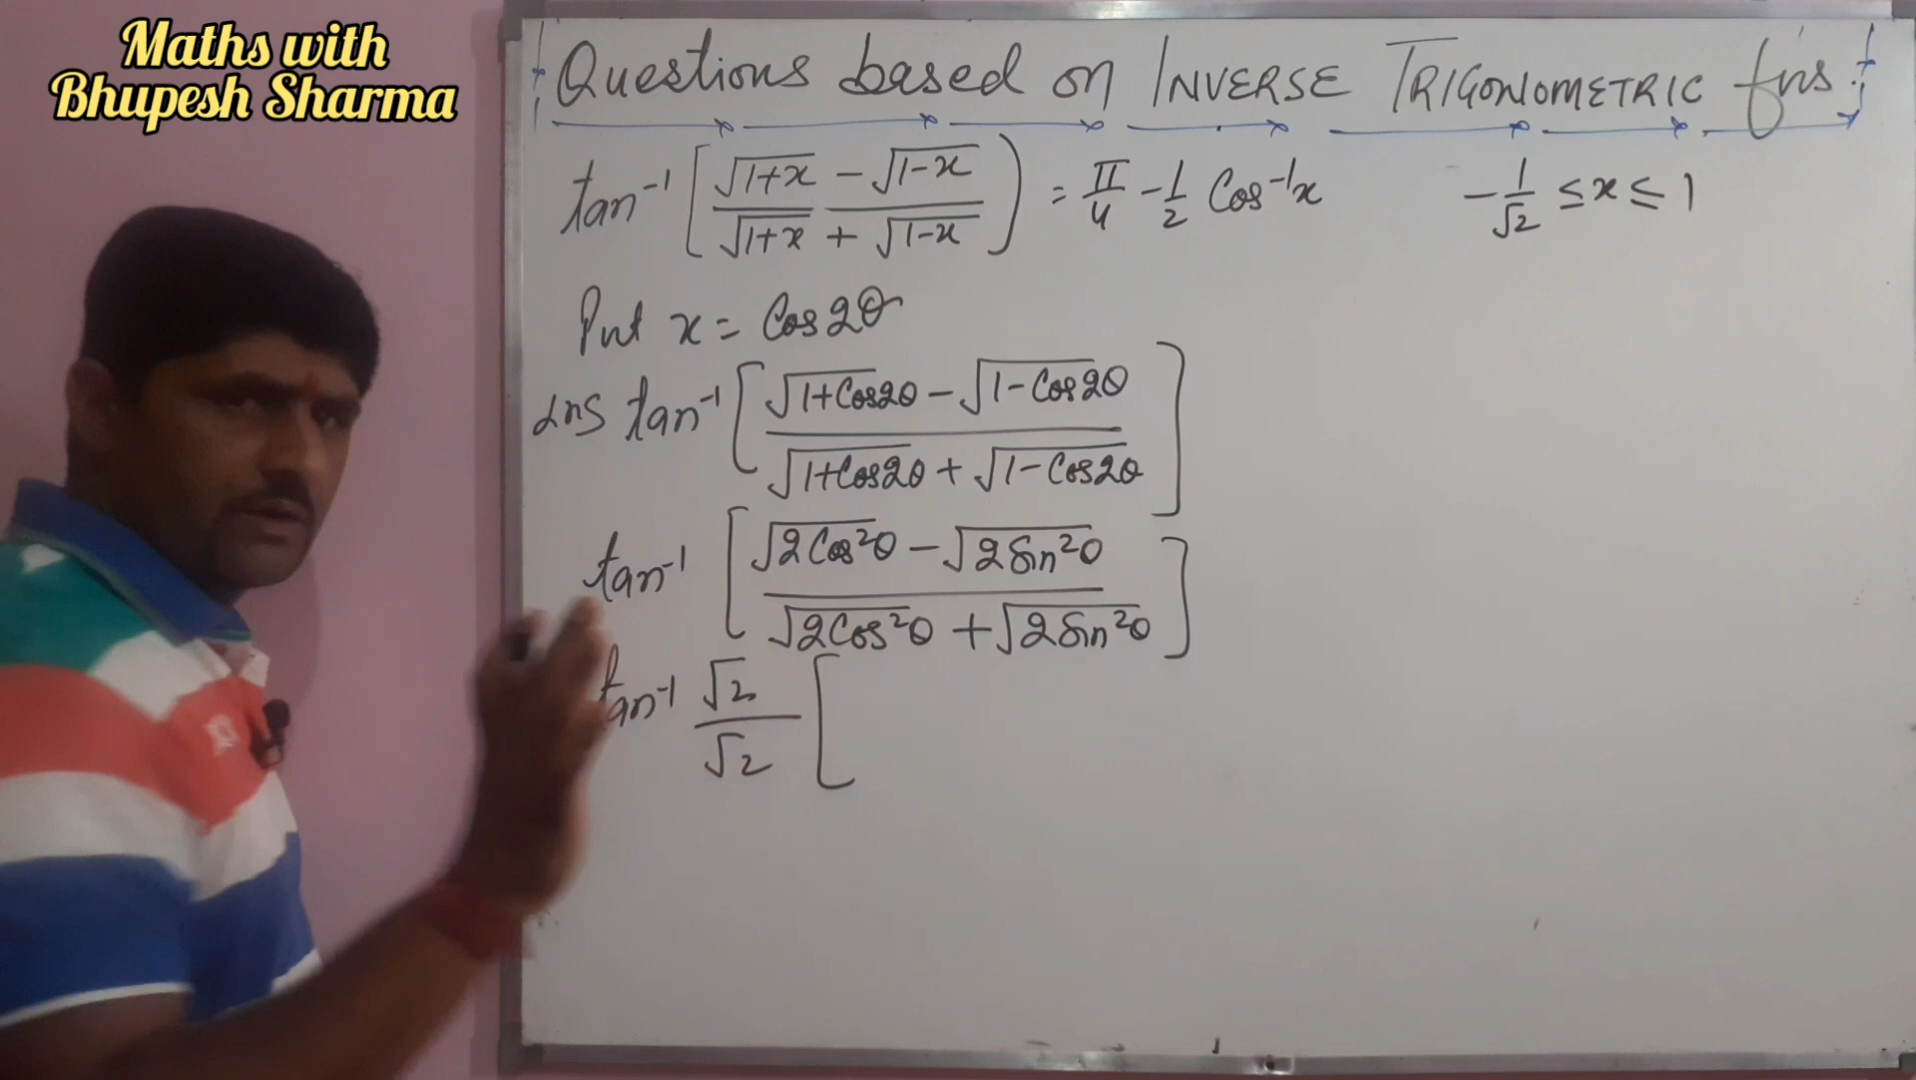 Maths with
Bhupesh Sharma
Questions based on INVERSE TRIGONOMETRIC fns.
tan⁻¹ [ (√1+x − √1−x) / (√1+x + √1−x) ) = π/4 − 1/2 Cos⁻¹x   −1/√2 ≤ x ≤ 1
Put x = Cos2θ
LHS tan⁻¹ [ (√1+Cos2θ − √1−Cos2θ) / (√1+Cos2θ + √1−Cos2θ) ]
tan⁻¹ [ (√2Cos²θ − √2Sin²θ) / (√2Cos²θ + √2Sin²θ) ]
tan⁻¹ √2/√2 [